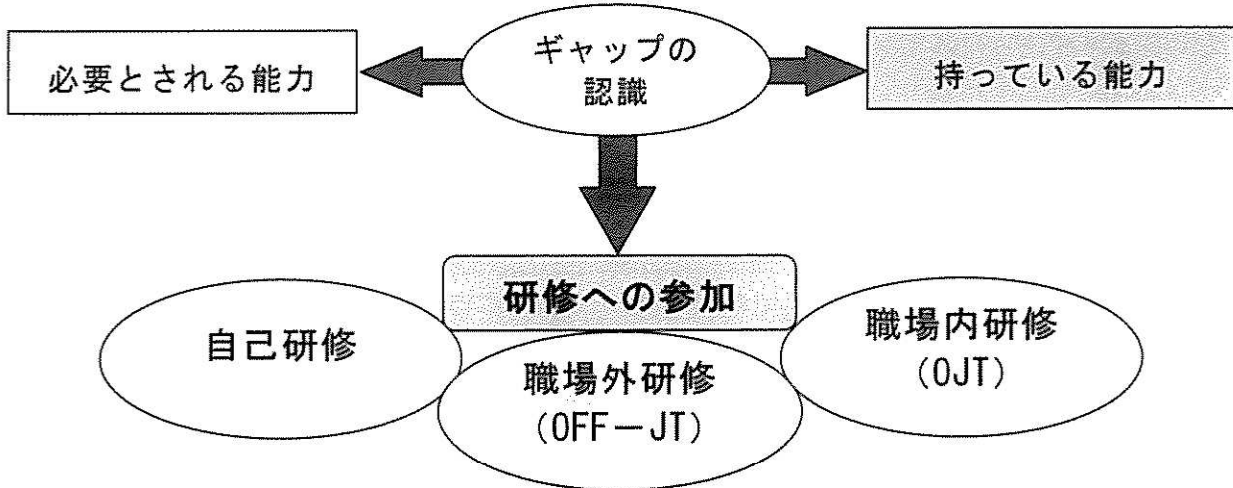 必要とされる能力
ギャップの
認識
持っている能力
研修への参加
自己研修
職場外研修
(OFF－JT)
職場内研修
(OJT)